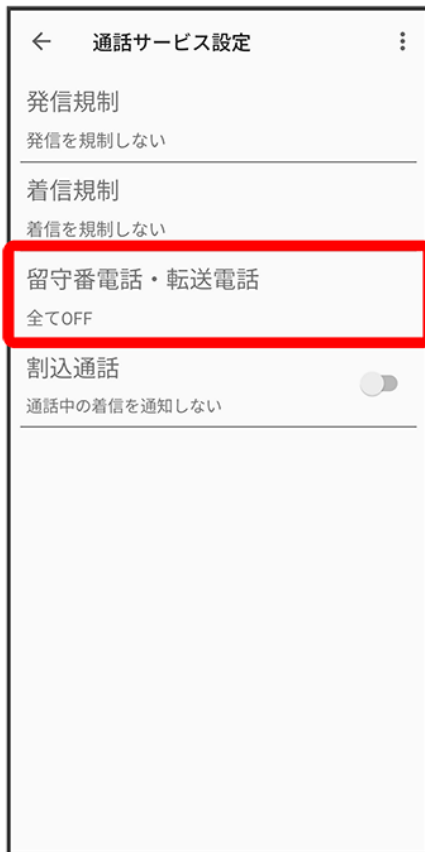 通話サービス設定
発信規制
発信を規制しない
着信規制
着信を規制しない
留守番電話・転送電話
全てOFF
割込通話
通話中の着信を通知しない